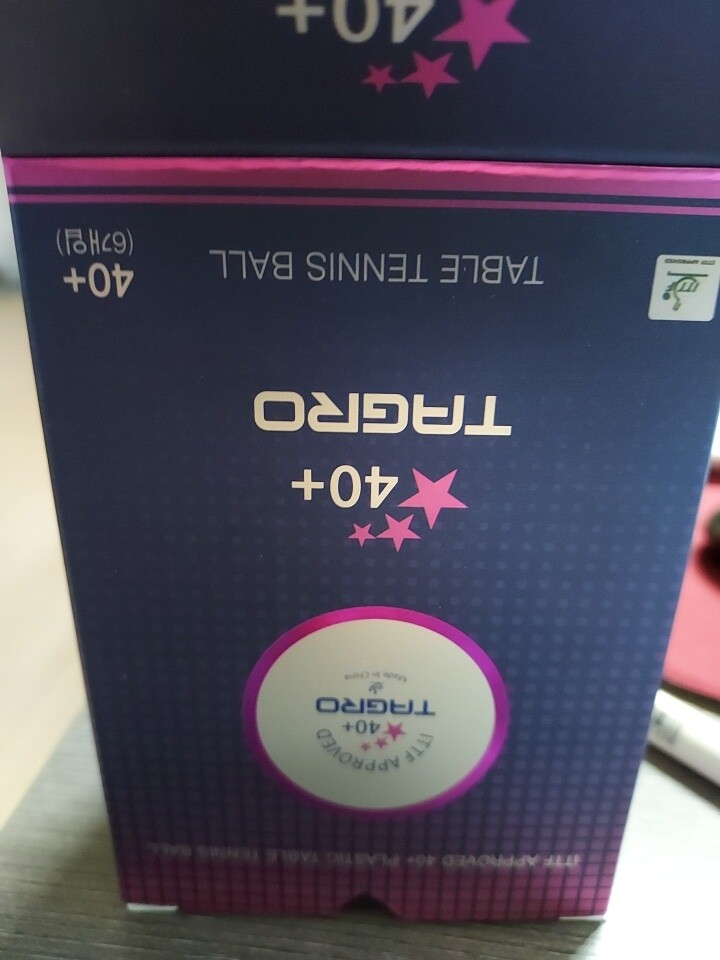 ITTF APPROVED 40+ PLASTIC TABLE TENNIS BALL
ITTF APPROVED
40+
TAGRO
Made in China
40+
TAGRO
40+
TABLE TENNIS BALL
(6개입)
ITTF APPROVED
40+